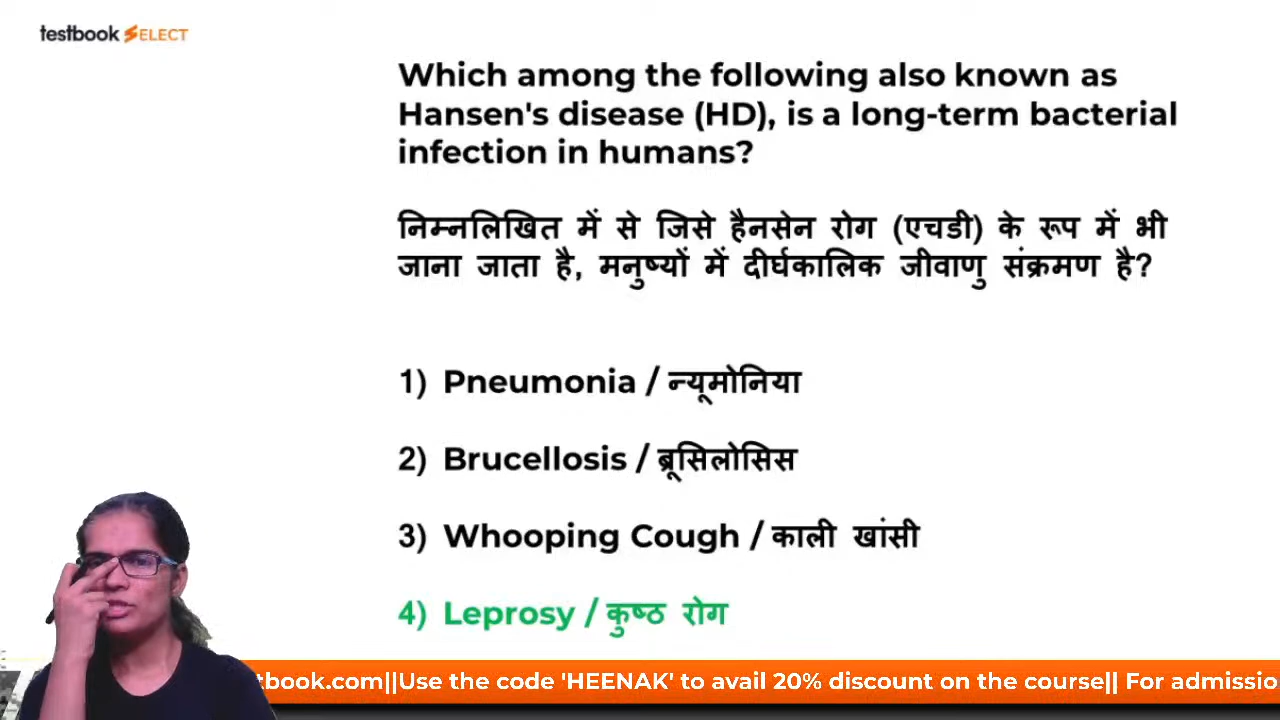 testbook SELECT
Which among the following also known as
Hansen's disease (HD), is a long-term bacterial
infection in humans?
निम्नलिखित में से जिसे हैनसेन रोग (एचडी) के रूप में भी
जाना जाता है, मनुष्यों में दीर्घकालिक जीवाणु संक्रमण है?
1) Pneumonia / न्यूमोनिया
2) Brucellosis / ब्रूसिलोसिस
3) Whooping Cough / काली खांसी
4) Leprosy / कुष्ठ रोग
tbook.com||Use the code 'HEENAK' to avail 20% discount on the course|| For admissio